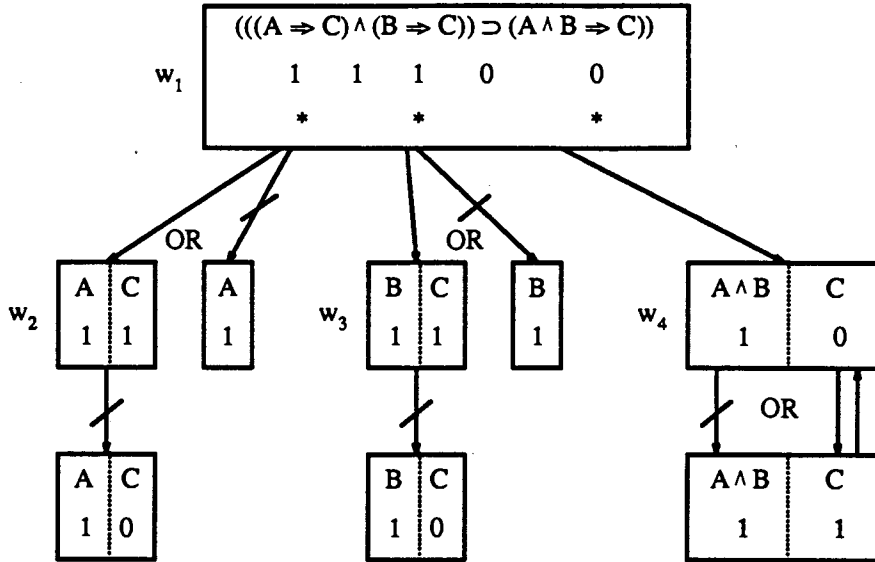 (((A ⇒ C) ∧ (B ⇒ C)) ⊃ (A ∧ B ⇒ C))
w₁ 1 1 1 0 0
* * *
OR OR
A C A B C B A ∧ B C
w₂ 1 1 1 w₃ 1 1 1 w₄ 1 0
OR
A C B C A ∧ B C
1 0 1 0 1 1